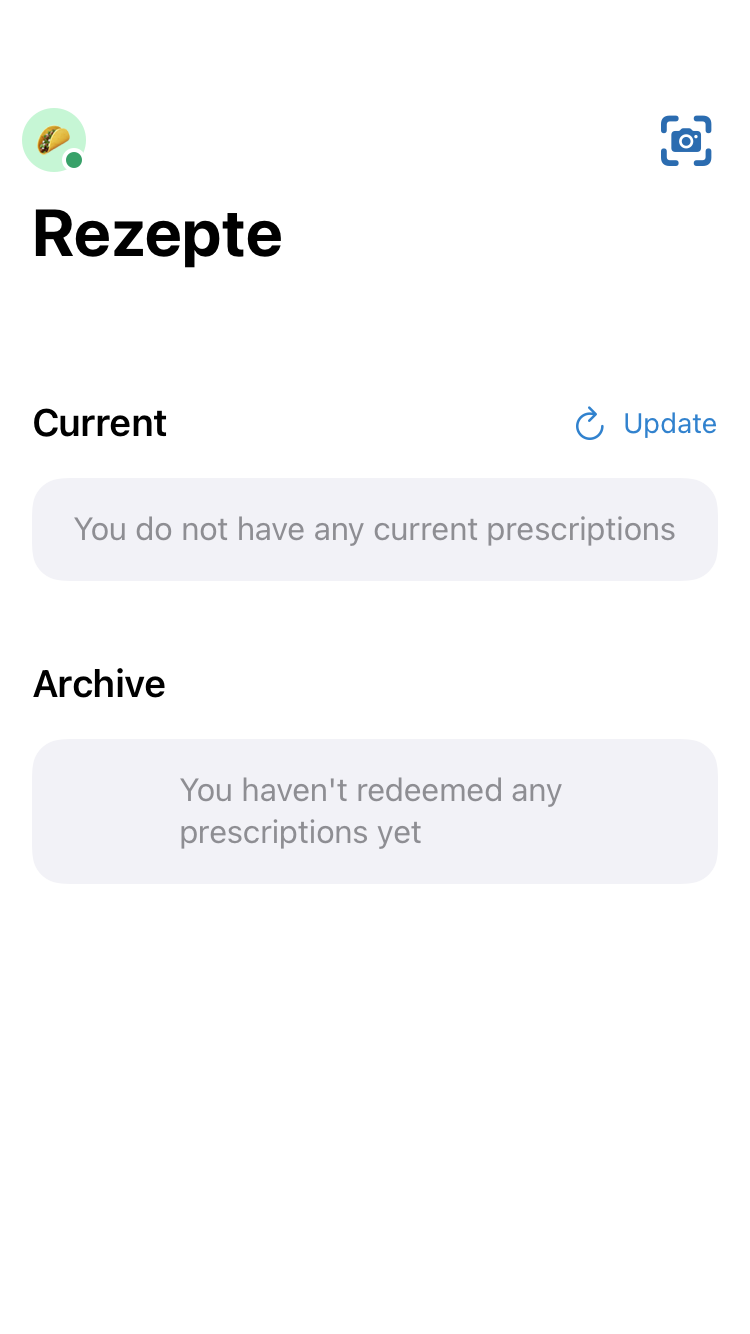 Rezepte
Current
Update
You do not have any current prescriptions
Archive
You haven't redeemed any
prescriptions yet